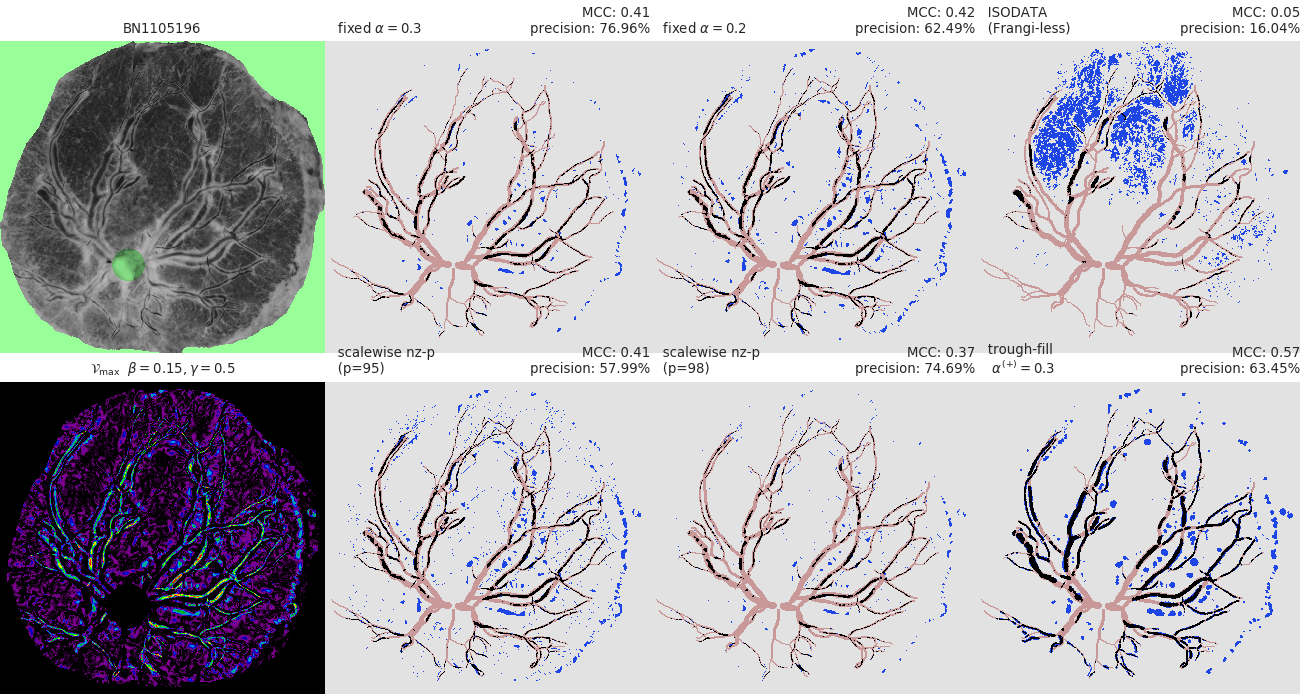 BN1105196
fixed α = 0.3
MCC: 0.41
precision: 76.96%
fixed α = 0.2
MCC: 0.42
precision: 62.49%
ISODATA
(Frangi-less)
MCC: 0.05
precision: 16.04%
𝒱max β = 0.15, γ = 0.5
scalewise nz-p
(p=95)
MCC: 0.41
precision: 57.99%
scalewise nz-p
(p=98)
MCC: 0.37
precision: 74.69%
trough-fill
α(+) = 0.3
MCC: 0.57
precision: 63.45%